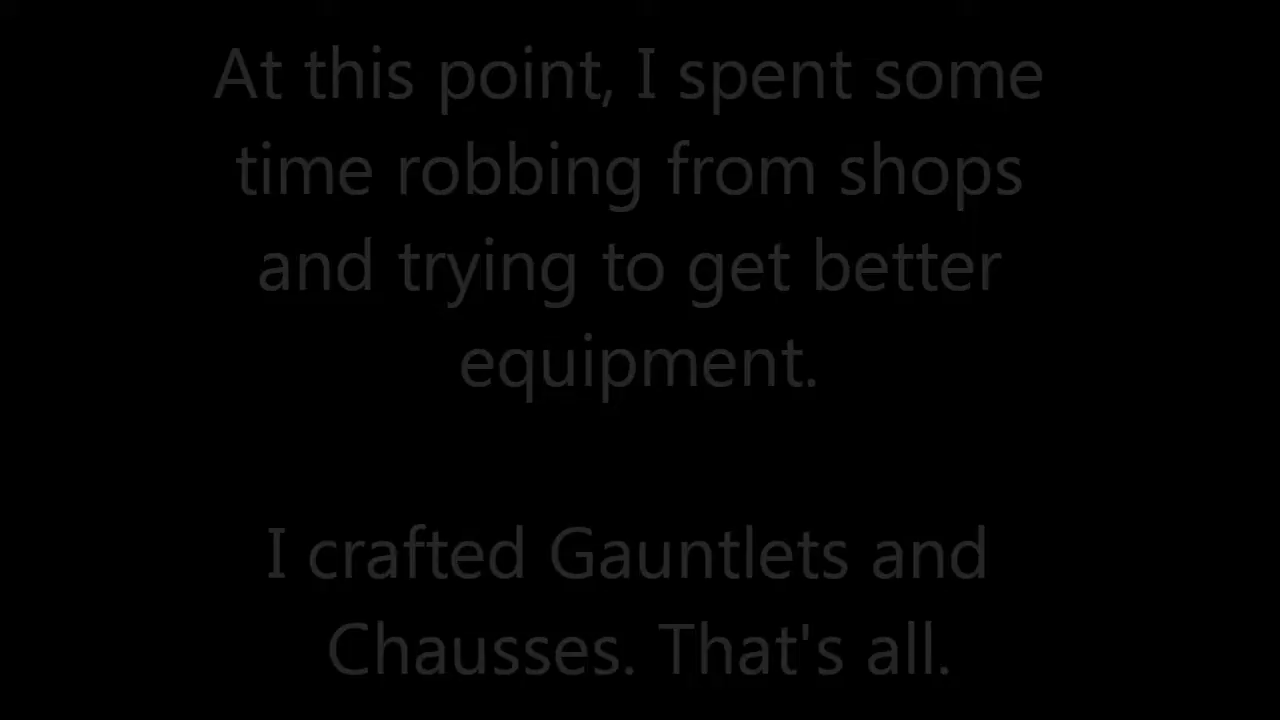 At this point, I spent some
time robbing from shops
and trying to get better
equipment.
I crafted Gauntlets and
Chausses. That's all.